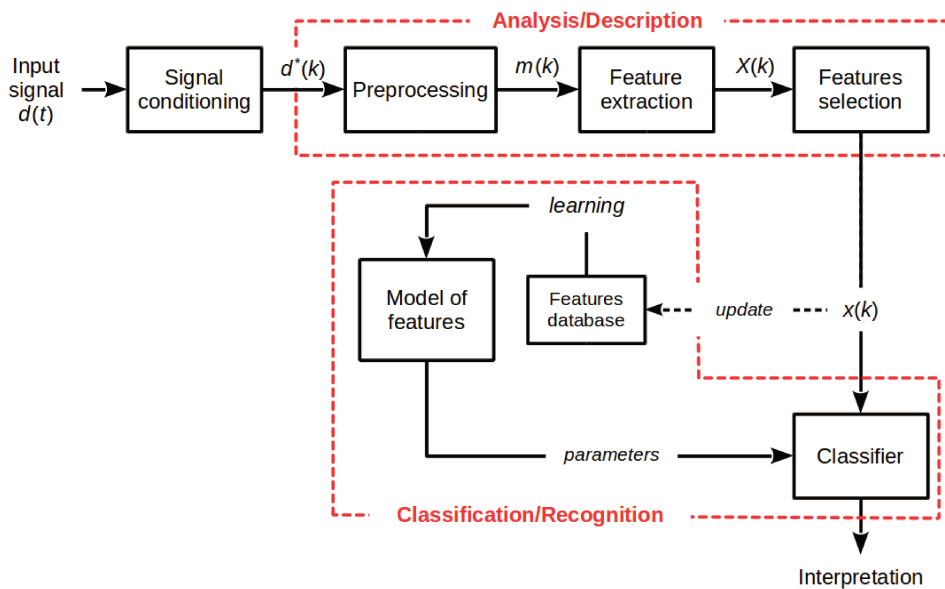 Analysis/Description
Input
signal
d(t)
Signal
conditioning
d*(k)
Preprocessing
m(k)
Feature
extraction
X(k)
Features
selection
learning
Model of
features
Features
database
update
x(k)
parameters
Classifier
Classification/Recognition
Interpretation